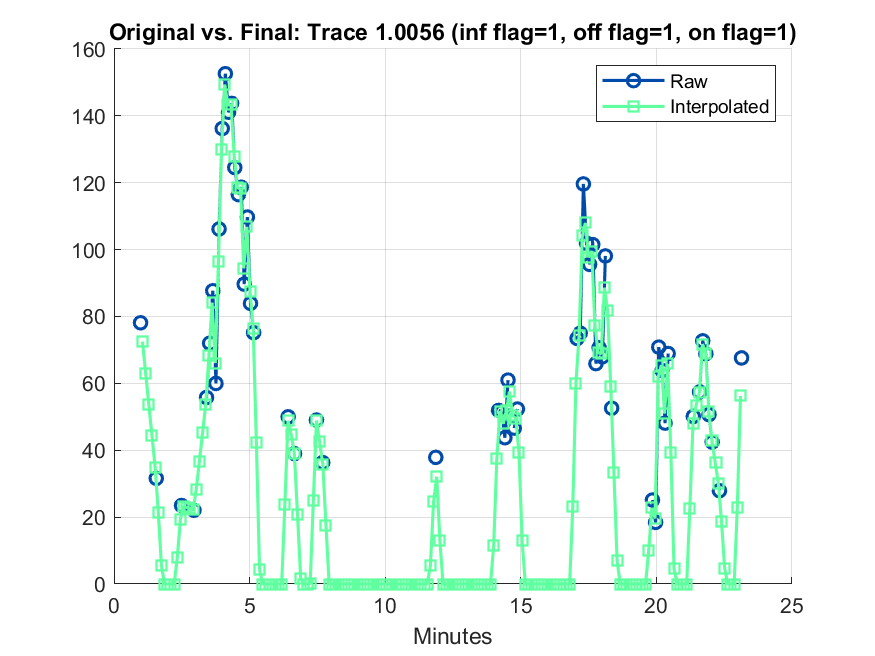 Original vs. Final: Trace 1.0056 (inf flag=1, off flag=1, on flag=1)
160
140
120
100
80
60
40
20
0
Raw
Interpolated
0 5 10 15 20 25
Minutes